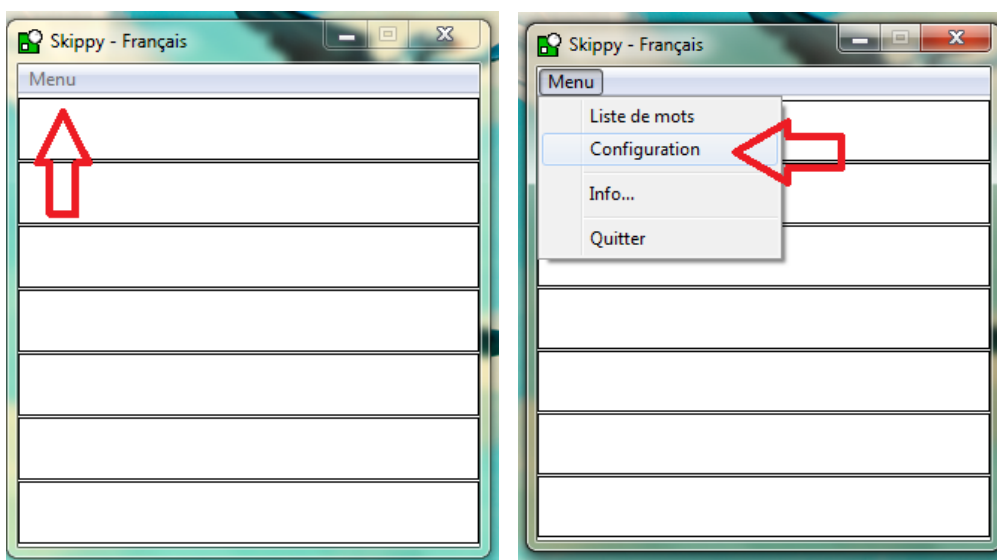 Skippy - Français
Menu
Skippy - Français
Menu
Liste de mots
Configuration
Info...
Quitter